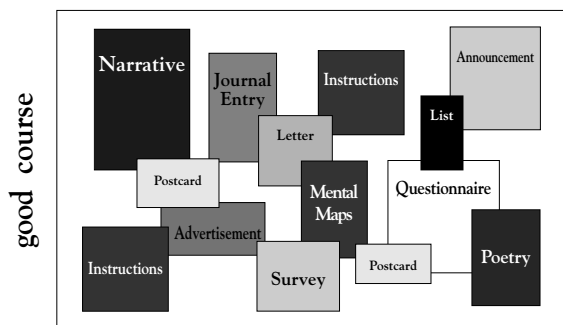 good course
Narrative
Journal
Entry
Instructions
Announcement
List
Letter
Postcard
Mental
Maps
Questionnaire
Advertisement
Instructions
Survey
Postcard
Poetry